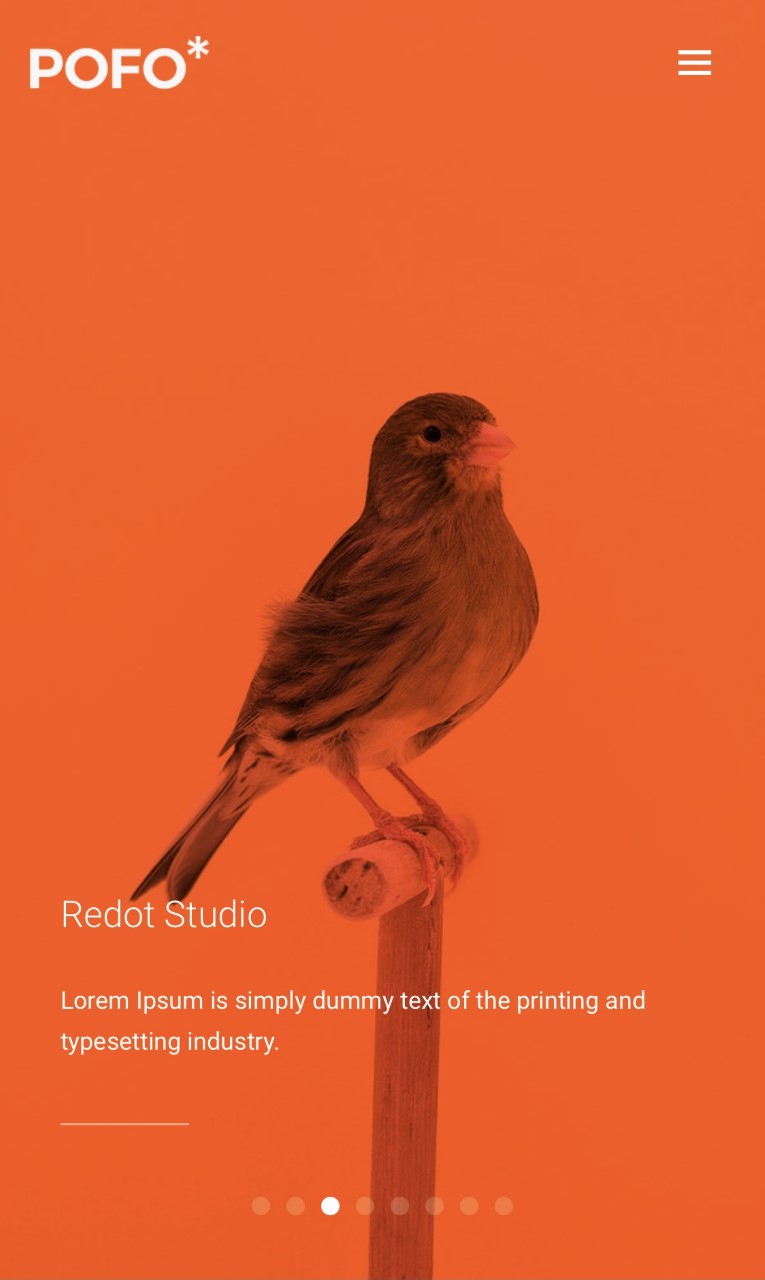 POFO*
Redot Studio
Lorem Ipsum is simply dummy text of the printing and
typesetting industry.